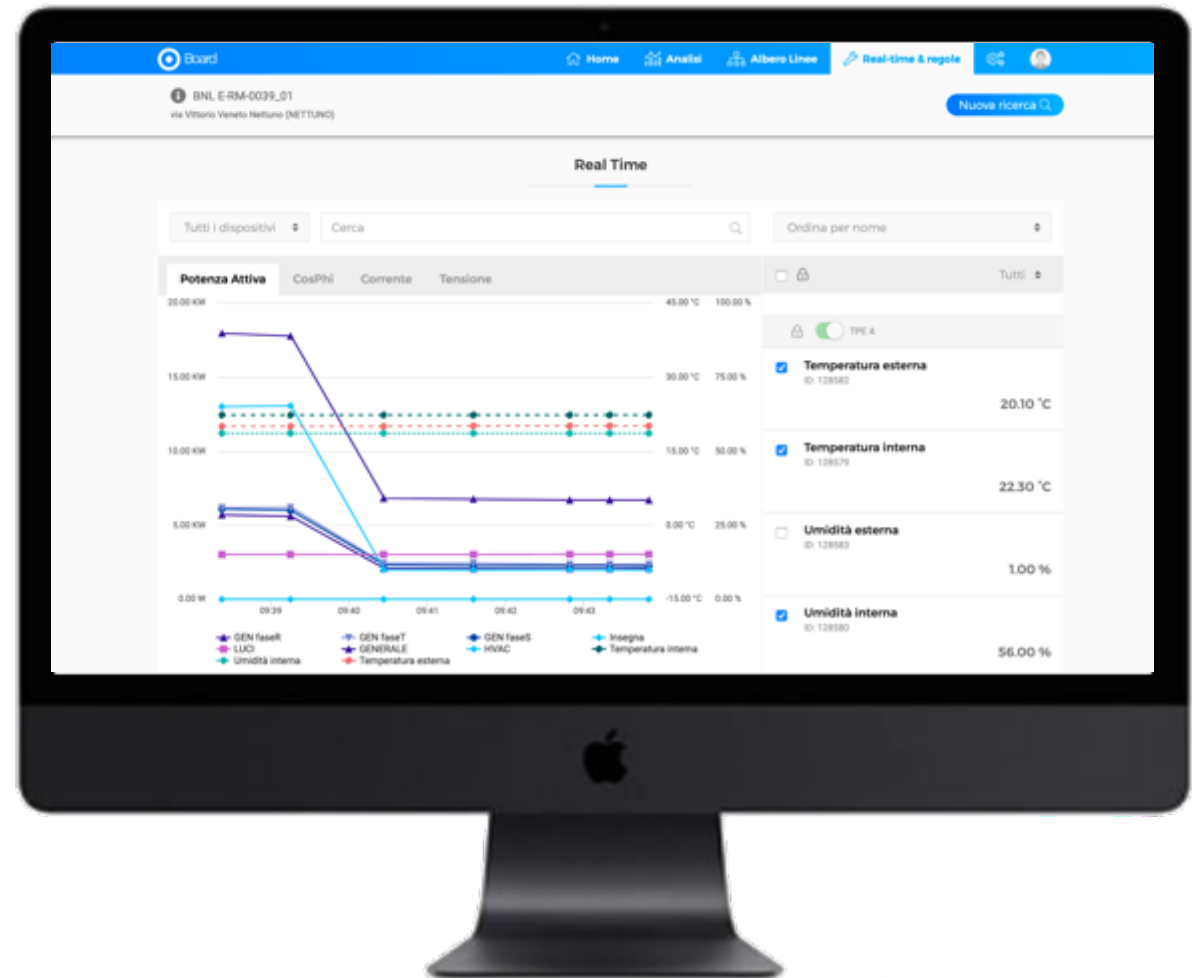 Board
Home Analisi Albero Linee Real-time & regole
BNL E-RM-0039_01
via Vittorio Veneto Nettuno (NETTUNO)
Nuova ricerca
Real Time
Tutti i dispositivi Cerca Ordina per nome
Potenza Attiva CosPhi Corrente Tensione Tutti
20.00 KW 45.00 °C 100.00 %
TPE 4
15.00 KW 30.00 °C 75.00 %
10.00 KW 15.00 °C 50.00 %
5.00 KW 0.00 °C 25.00 %
0.00 W -15.00 °C 0.00 %
09:39 09:40 09:41 09:42 09:43
GEN faseR GEN faseT GEN faseS Insegna
LUCI GENERALE HVAC Temperatura interna
Umidità interna Temperatura esterna
Temperatura esterna
ID: 128582
20.10 °C
Temperatura interna
ID: 128579
22.30 °C
Umidità esterna
ID: 128583
1.00 %
Umidità interna
ID: 128580
56.00 %